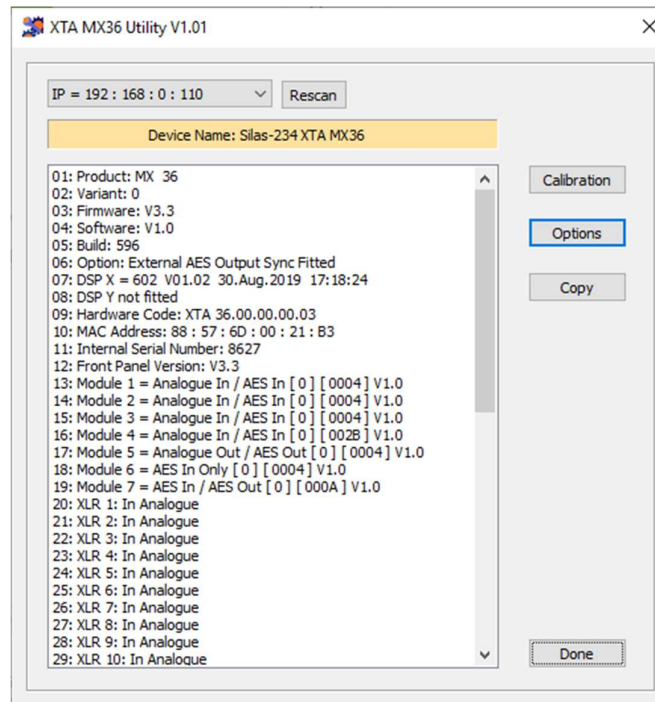 XTA MX36 Utility V1.01
IP = 192 : 168 : 0 : 110
Rescan
Device Name: Silas-234 XTA MX36
01: Product: MX 36
02: Variant: 0
03: Firmware: V3.3
04: Software: V1.0
05: Build: 596
06: Option: External AES Output Sync Fitted
07: DSP X = 602 V01.02 30.Aug.2019 17:18:24
08: DSP Y not fitted
09: Hardware Code: XTA 36.00.00.00.03
10: MAC Address: 88 : 57 : 6D : 00 : 21 : B3
11: Internal Serial Number: 8627
12: Front Panel Version: V3.3
13: Module 1 = Analogue In / AES In [ 0 ] [ 0004 ] V1.0
14: Module 2 = Analogue In / AES In [ 0 ] [ 0004 ] V1.0
15: Module 3 = Analogue In / AES In [ 0 ] [ 0004 ] V1.0
16: Module 4 = Analogue In / AES In [ 0 ] [ 002B ] V1.0
17: Module 5 = Analogue Out / AES Out [ 0 ] [ 0004 ] V1.0
18: Module 6 = AES In Only [ 0 ] [ 0004 ] V1.0
19: Module 7 = AES In / AES Out [ 0 ] [ 000A ] V1.0
20: XLR 1: In Analogue
21: XLR 2: In Analogue
22: XLR 3: In Analogue
23: XLR 4: In Analogue
24: XLR 5: In Analogue
25: XLR 6: In Analogue
26: XLR 7: In Analogue
27: XLR 8: In Analogue
28: XLR 9: In Analogue
29: XLR 10: In Analogue
Calibration
Options
Copy
Done